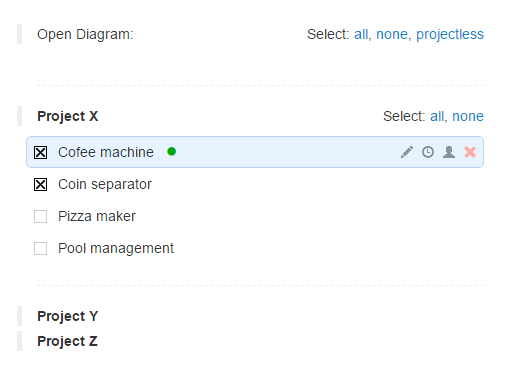 Open Diagram: Select: all, none, projectless
Project X Select: all, none
Cofee machine
Coin separator
Pizza maker
Pool management
Project Y
Project Z